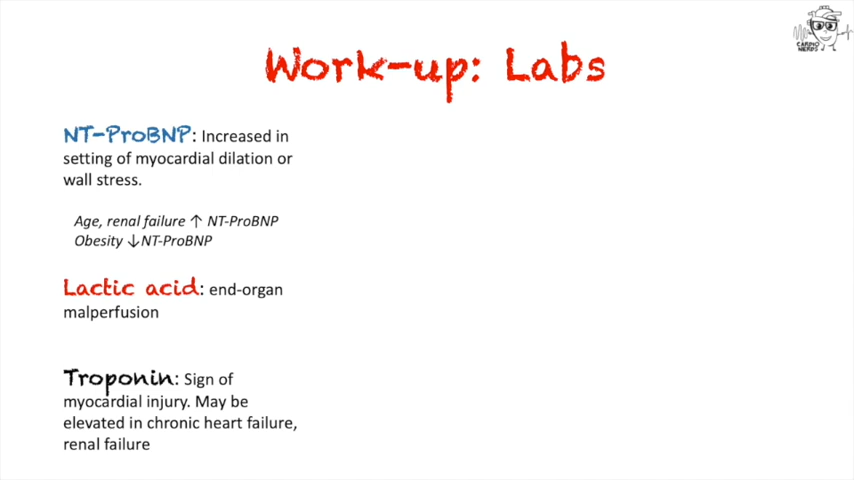 CARDIO
NERDS
Work-up: Labs
NT-ProBNP: Increased in
setting of myocardial dilation or
wall stress.
Age, renal failure ↑ NT-ProBNP
Obesity ↓NT-ProBNP
Lactic acid: end-organ
malperfusion
Troponin: Sign of
myocardial injury. May be
elevated in chronic heart failure,
renal failure